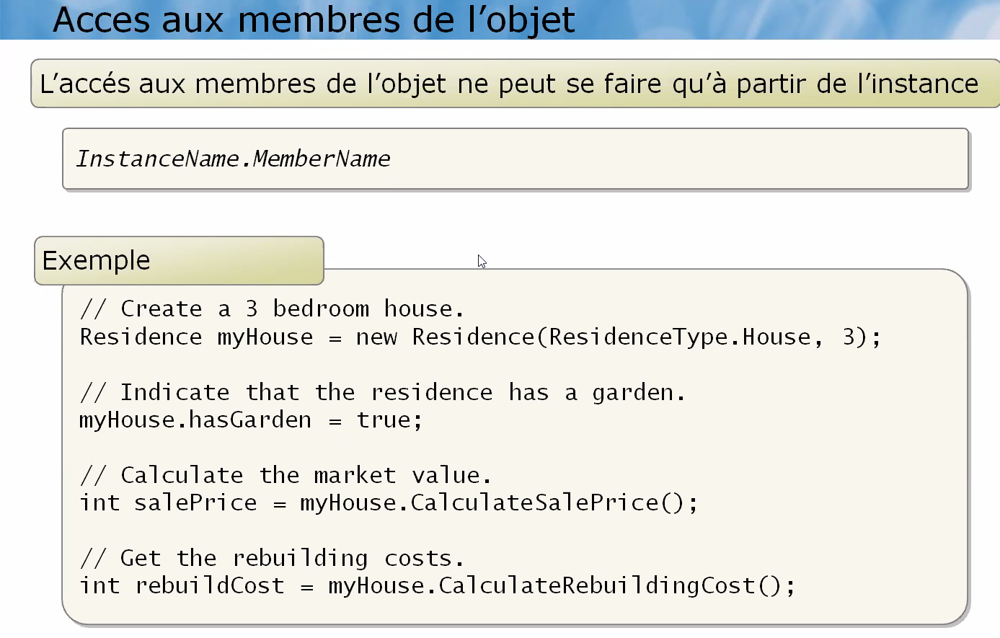 Acces aux membres de l’objet
L’accés aux membres de l’objet ne peut se faire qu’à partir de l’instance
InstanceName.MemberName
Exemple
// Create a 3 bedroom house.
Residence myHouse = new Residence(ResidenceType.House, 3);
// Indicate that the residence has a garden.
myHouse.hasGarden = true;
// Calculate the market value.
int salePrice = myHouse.CalculateSalePrice();
// Get the rebuilding costs.
int rebuildCost = myHouse.CalculateRebuildingCost();